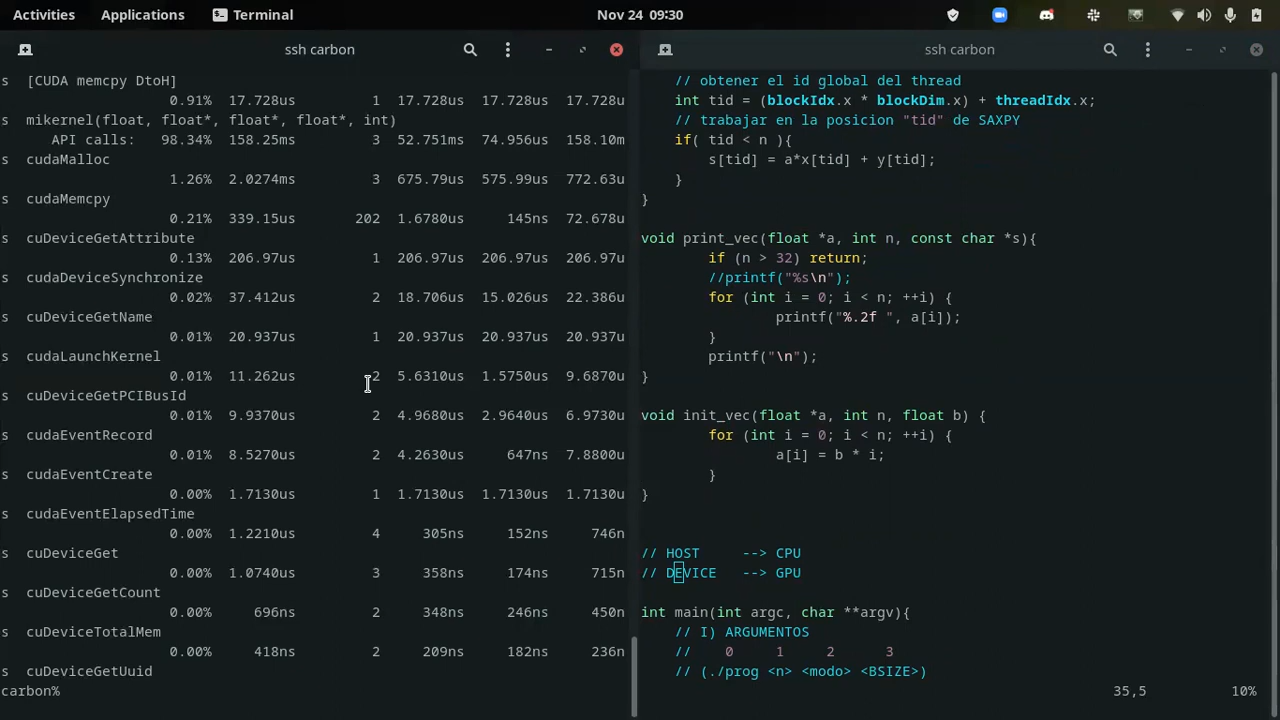 Activities Applications Terminal Nov 24 09:30
ssh carbon
s [CUDA memcpy DtoH]
0.91% 17.728us 1 17.728us 17.728us 17.728u
s mikernel(float, float*, float*, float*, int)
API calls: 98.34% 158.25ms 3 52.751ms 74.956us 158.10m
s cudaMalloc
1.26% 2.0274ms 3 675.79us 575.99us 772.63u
s cudaMemcpy
0.21% 339.15us 202 1.6780us 145ns 72.678u
s cuDeviceGetAttribute
0.13% 206.97us 1 206.97us 206.97us 206.97u
s cudaDeviceSynchronize
0.02% 37.412us 2 18.706us 15.026us 22.386u
s cuDeviceGetName
0.01% 20.937us 1 20.937us 20.937us 20.937u
s cudaLaunchKernel
0.01% 11.262us 2 5.6310us 1.5750us 9.6870u
s cuDeviceGetPCIBusId
0.01% 9.9370us 2 4.9680us 2.9640us 6.9730u
s cudaEventRecord
0.01% 8.5270us 2 4.2630us 647ns 7.8800u
s cudaEventCreate
0.00% 1.7130us 1 1.7130us 1.7130us 1.7130u
s cudaEventElapsedTime
0.00% 1.2210us 4 305ns 152ns 746n
s cuDeviceGet
0.00% 1.0740us 3 358ns 174ns 715n
s cuDeviceGetCount
0.00% 696ns 2 348ns 246ns 450n
s cuDeviceTotalMem
0.00% 418ns 2 209ns 182ns 236n
s cuDeviceGetUuid
carbon%
ssh carbon
// obtener el id global del thread
int tid = (blockIdx.x * blockDim.x) + threadIdx.x;
// trabajar en la posicion "tid" de SAXPY
if( tid < n ){
s[tid] = a*x[tid] + y[tid];
}
}
void print_vec(float *a, int n, const char *s){
if (n > 32) return;
//printf("%s\n");
for (int i = 0; i < n; ++i) {
printf("%.2f ", a[i]);
}
printf("\n");
}
void init_vec(float *a, int n, float b) {
for (int i = 0; i < n; ++i) {
a[i] = b * i;
}
}
// HOST --> CPU
// DEVICE --> GPU
int main(int argc, char **argv){
// I) ARGUMENTOS
// 0 1 2 3
// (./prog <n> <modo> <BSIZE>)
35,5 10%